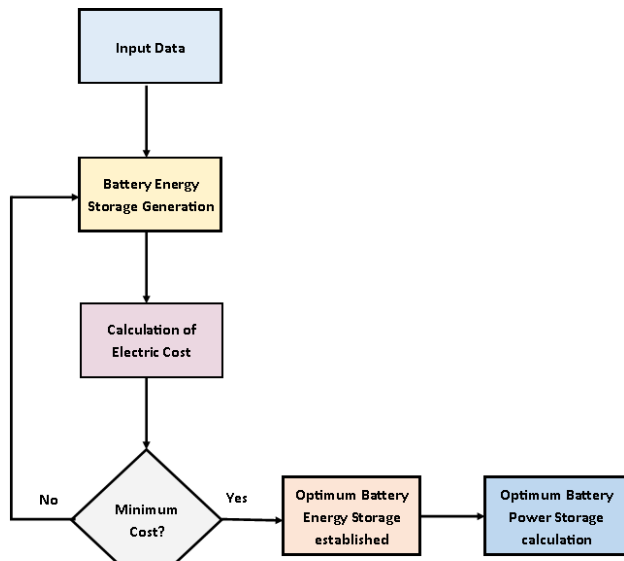 Input Data
Battery Energy
Storage Generation
Calculation of
Electric Cost
No
Minimum
Cost?
Yes
Optimum Battery
Energy Storage
established
Optimum Battery
Power Storage
calculation